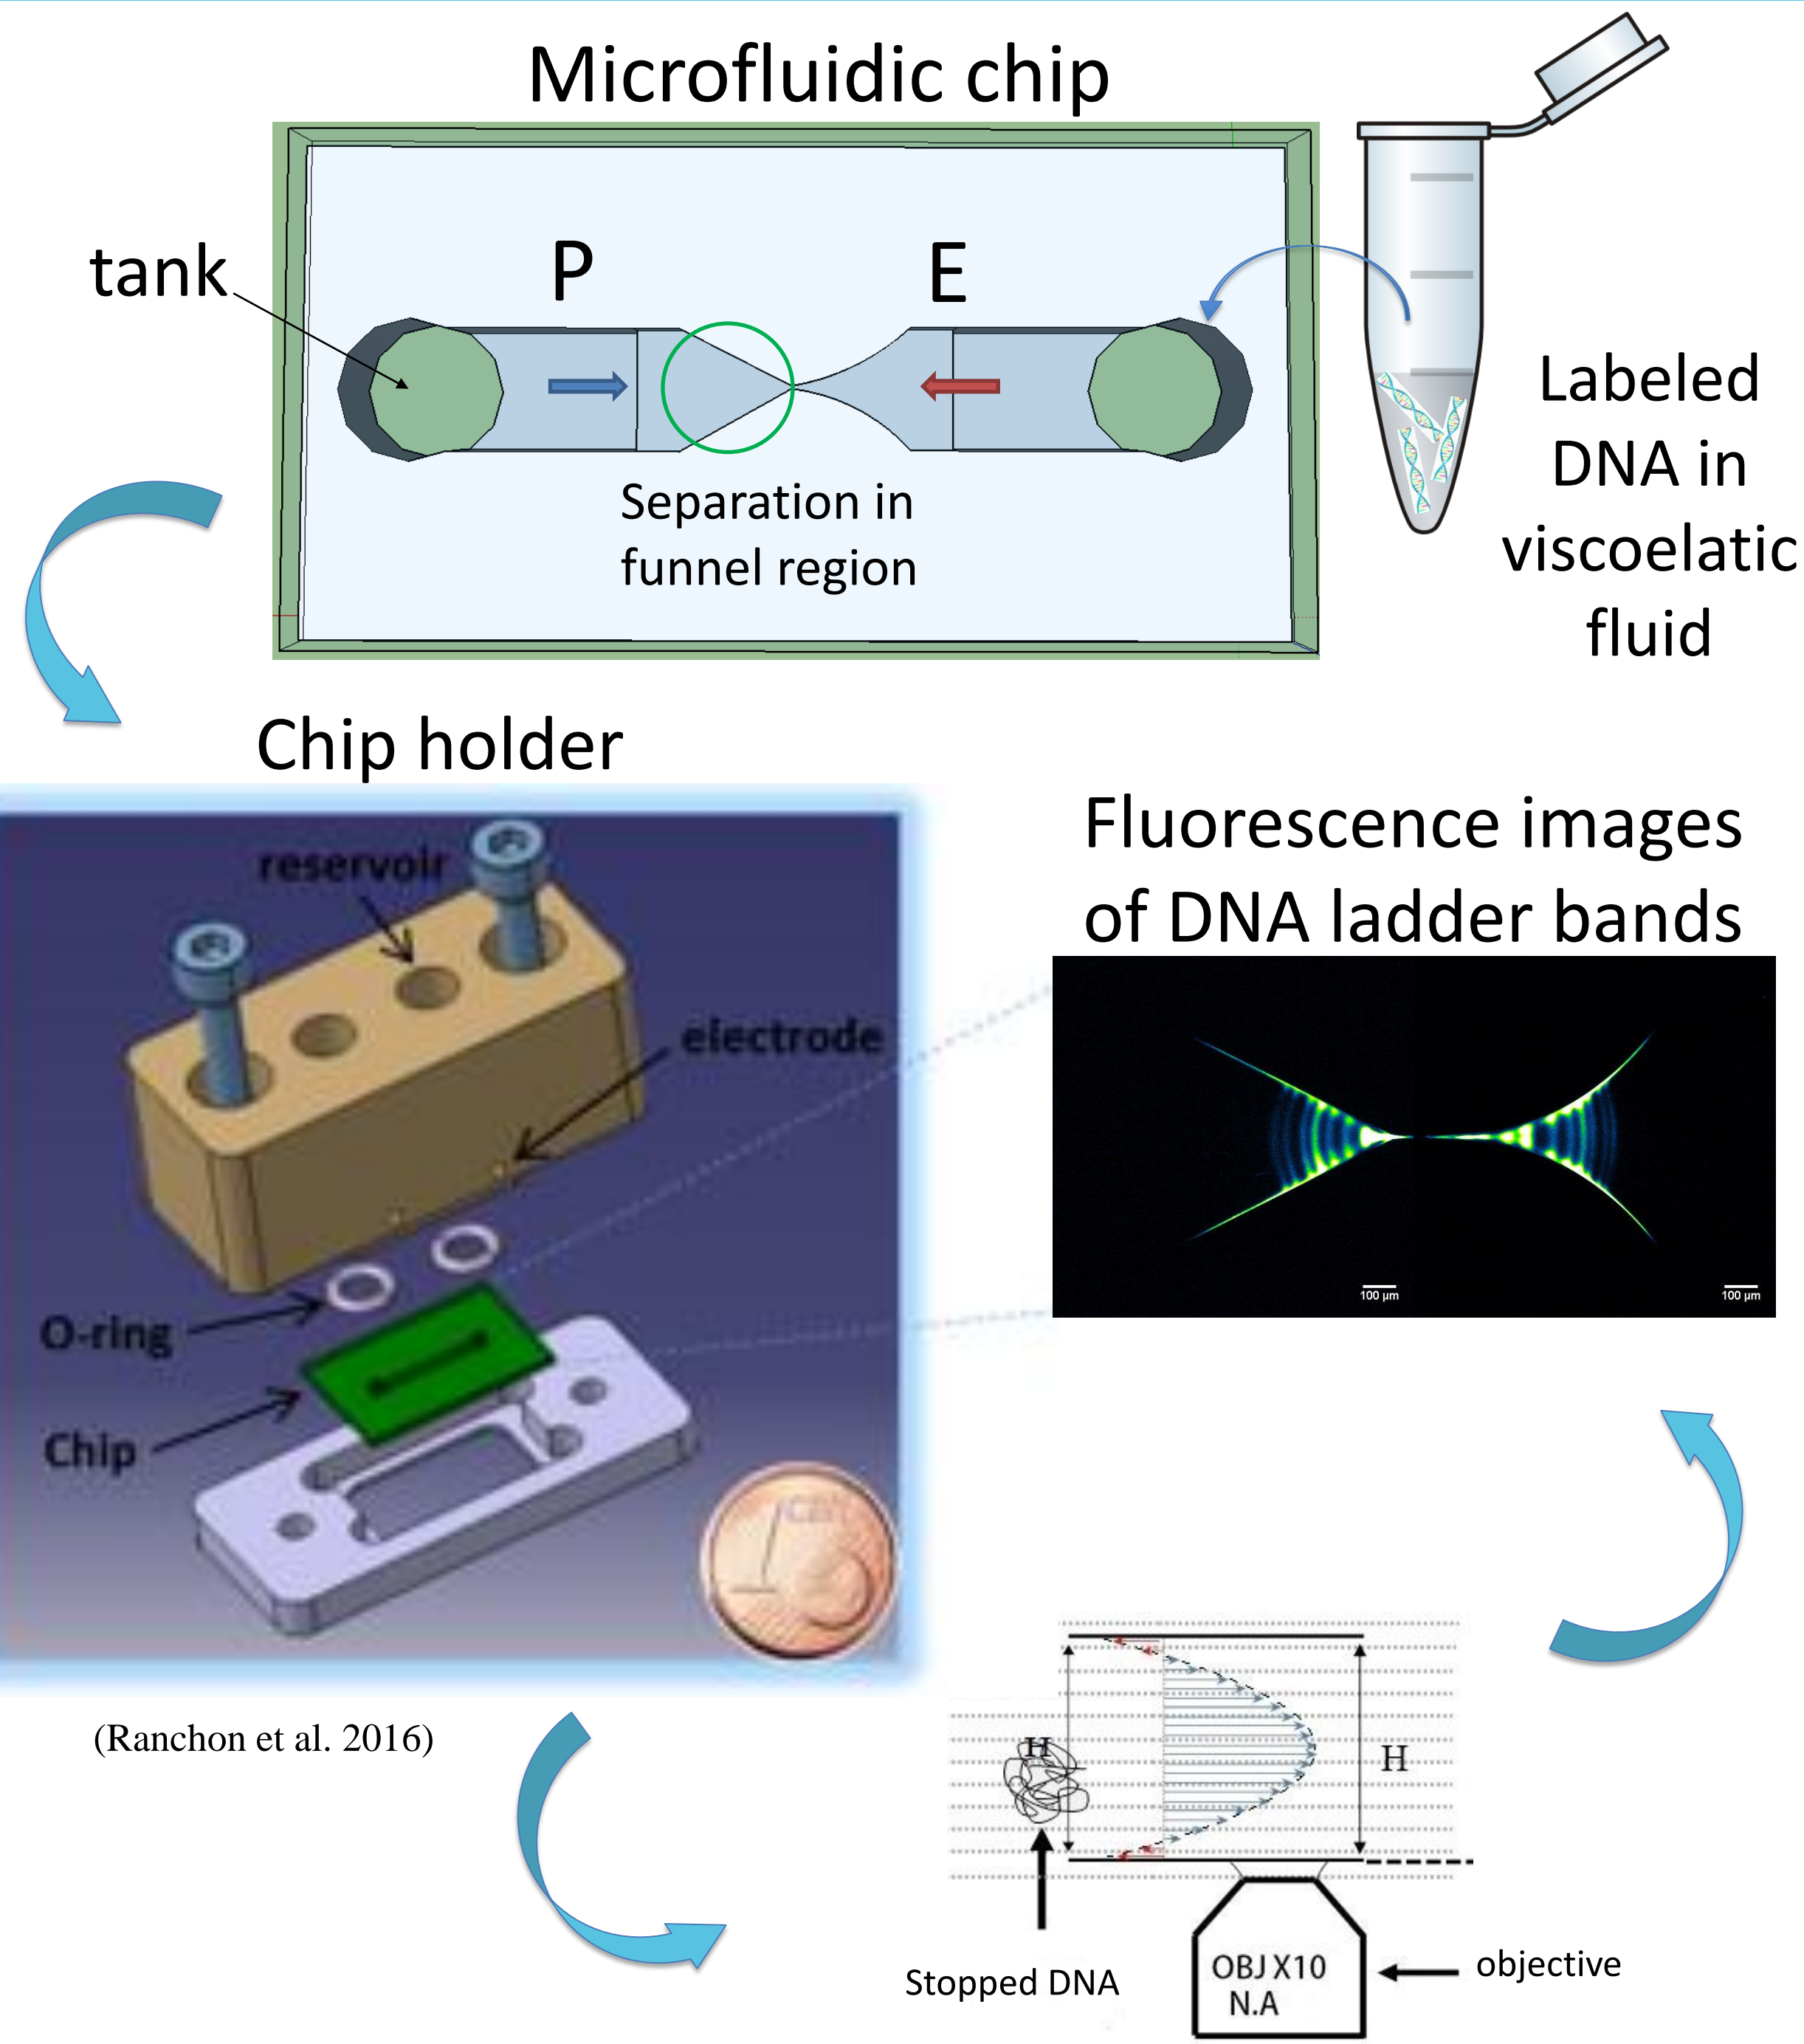 Microfluidic chip
tank
P
E
Separation in
funnel region
Labeled
DNA in
viscoelatic
fluid
Chip holder
reservoir
electrode
O-ring
Chip
1
(Ranchon et al. 2016)
Fluorescence images
of DNA ladder bands
100 µm
100 µm
H
H
Stopped DNA
OBJ X10
N.A
objective